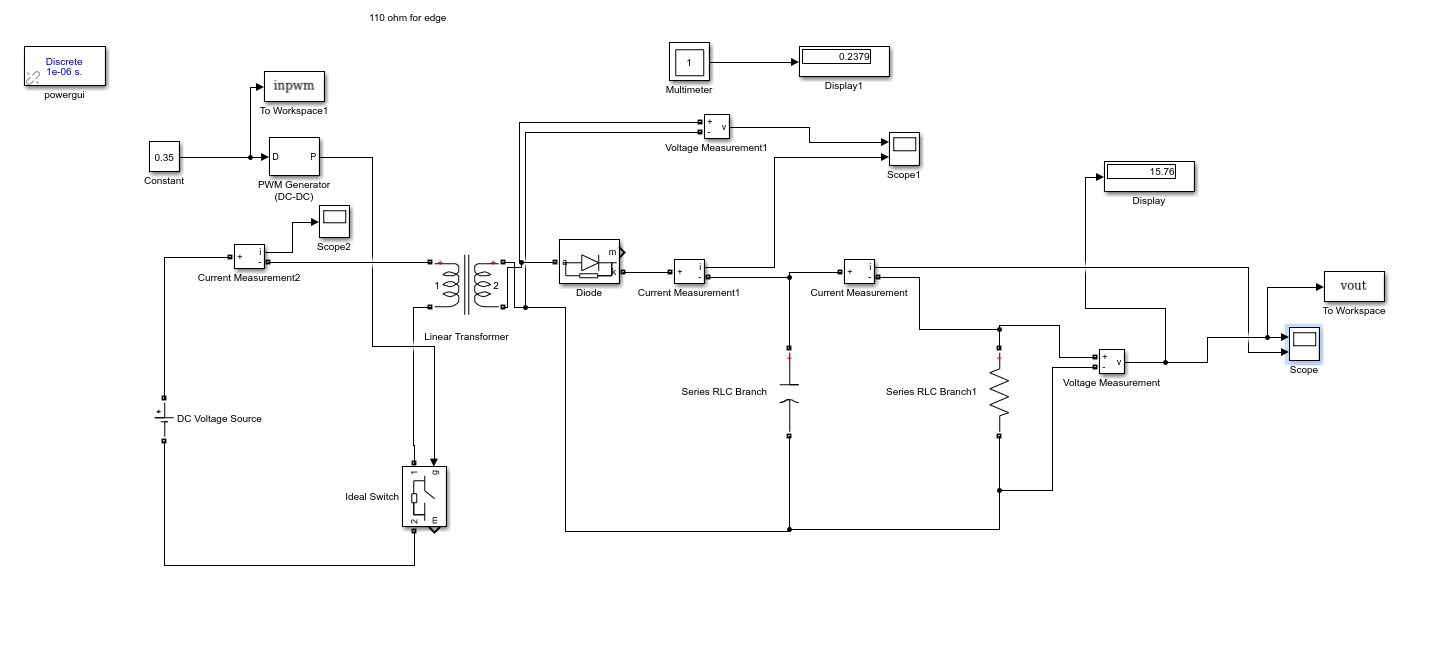 110 ohm for edge
Discrete
1e-06 s.
powergui
inpwm
To Workspace1
1
Multimeter
0.2379
Display1
+
-
v
Voltage Measurement1
Scope1
0.35
Constant
D
P
PWM Generator
(DC-DC)
15.76
Display
Scope2
+
i
-
Current Measurement2
+
1
+
2
Linear Transformer
m
a
k
Diode
+
i
-
Current Measurement1
+
i
-
Current Measurement
vout
To Workspace
Scope
+
Series RLC Branch
+
Series RLC Branch1
+
-
v
Voltage Measurement
+
DC Voltage Source
1
g
Ideal Switch
2
m